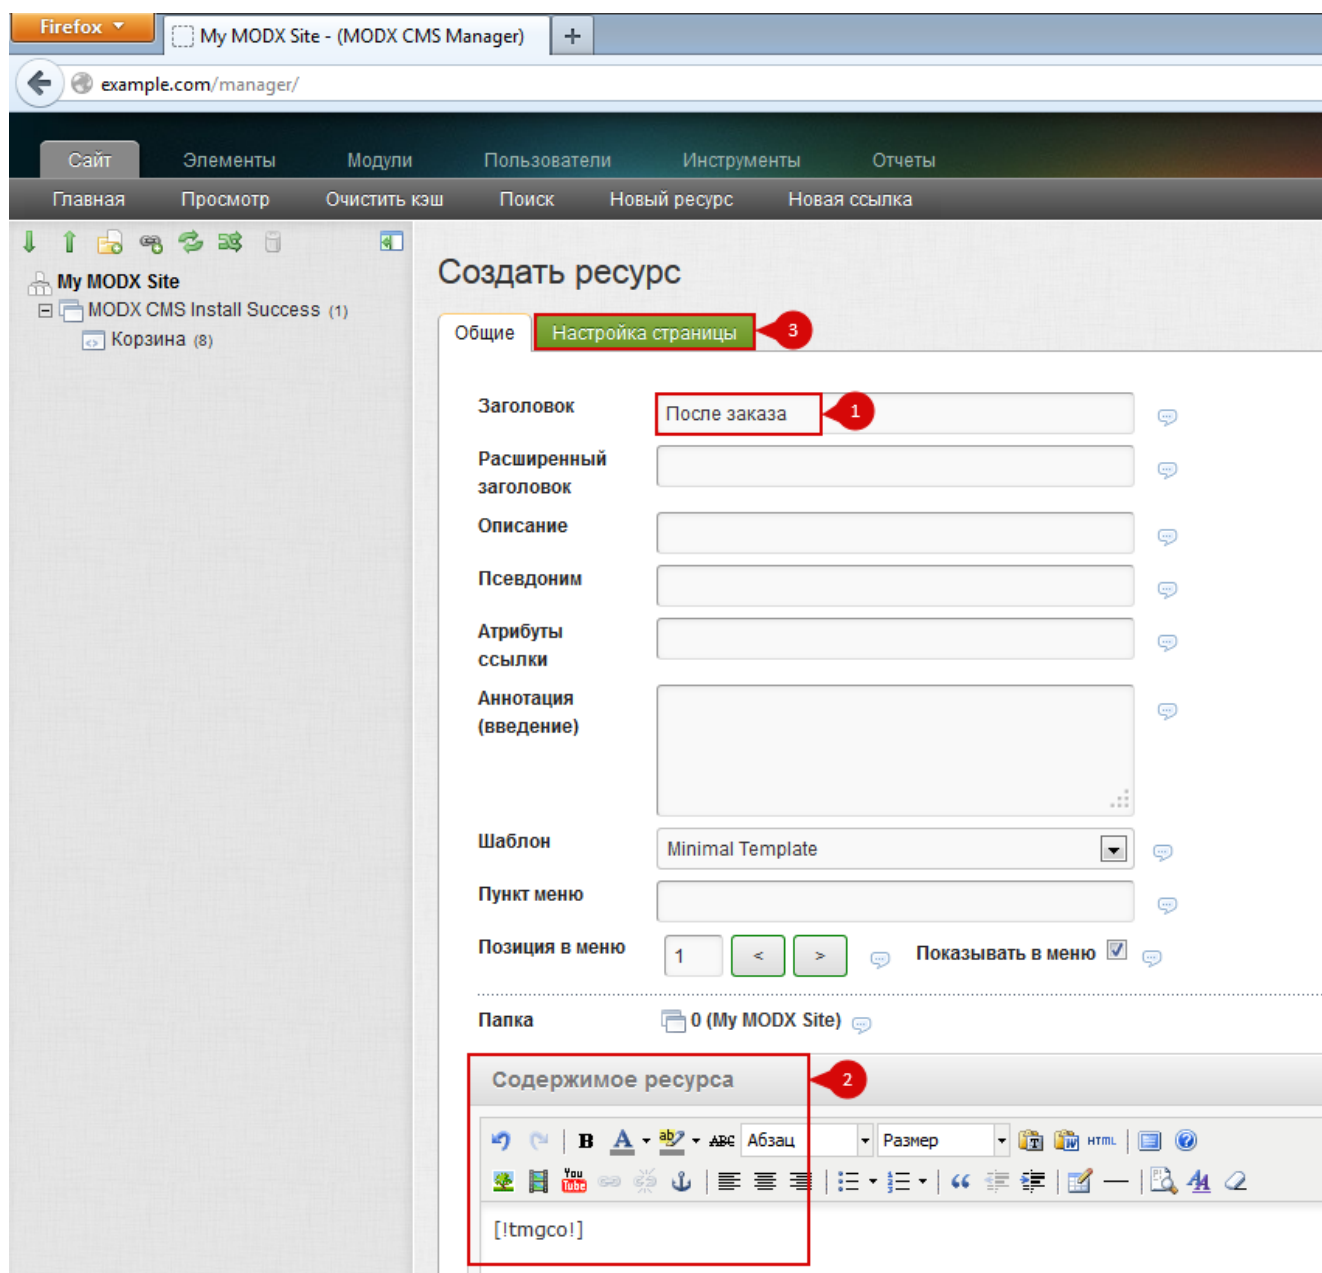 Firefox
My MODX Site - (MODX CMS Manager)
example.com/manager/
Сайт Элементы Модули Пользователи Инструменты Отчеты
Главная Просмотр Очистить кэш Поиск Новый ресурс Новая ссылка
My MODX Site
MODX CMS Install Success (1)
Корзина (8)
Создать ресурс
Общие Настройка страницы 3
Заголовок После заказа 1
Расширенный
заголовок
Описание
Псевдоним
Атрибуты
ссылки
Аннотация
(введение)
Шаблон Minimal Template
Пункт меню
Позиция в меню 1 < > Показывать в меню
Папка 0 (My MODX Site)
Содержимое ресурса 2
B A ab ABC Абзац Размер T W HTML
You Tube
[!tmgco!]